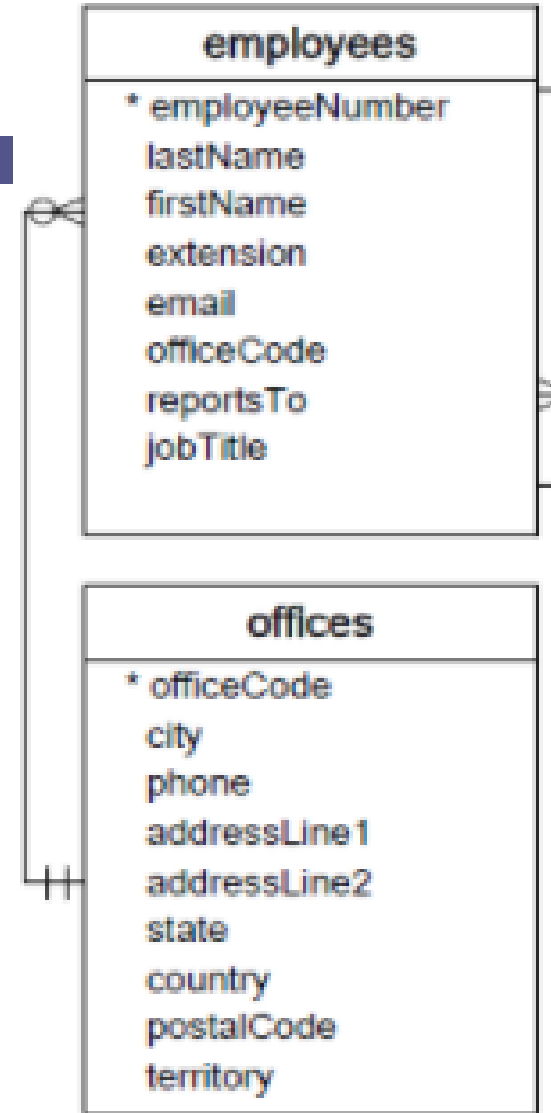 employees
* employeeNumber
lastName
firstName
extension
email
officeCode
reportsTo
jobTitle
offices
* officeCode
city
phone
addressLine1
addressLine2
state
country
postalCode
territory